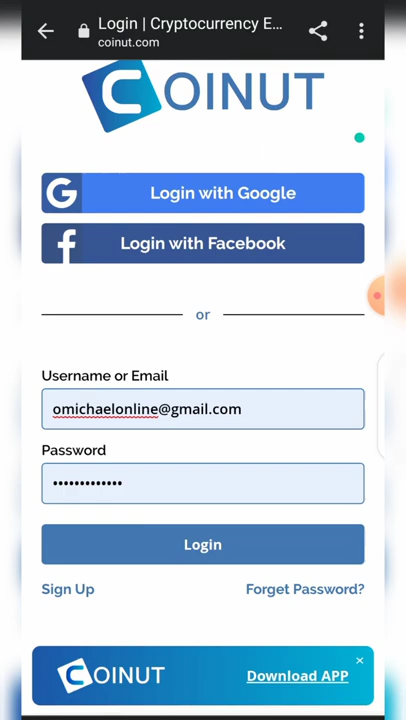 Login | Cryptocurrency E...
coinut.com
COINUT
G Login with Google
f Login with Facebook
or
Username or Email
omichaelonline@gmail.com
Password
•••••••••••••
Login
Sign Up Forget Password?
COINUT Download APP ×